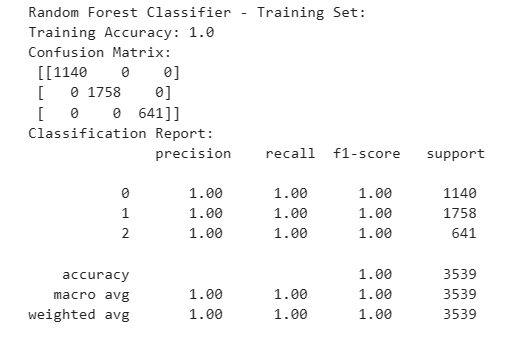 Random Forest Classifier - Training Set:
Training Accuracy: 1.0
Confusion Matrix:
[[1140 0 0]
[ 0 1758 0]
[ 0 0 641]]
Classification Report:
precision recall f1-score support
0 1.00 1.00 1.00 1140
1 1.00 1.00 1.00 1758
2 1.00 1.00 1.00 641
accuracy 1.00 3539
macro avg 1.00 1.00 1.00 3539
weighted avg 1.00 1.00 1.00 3539